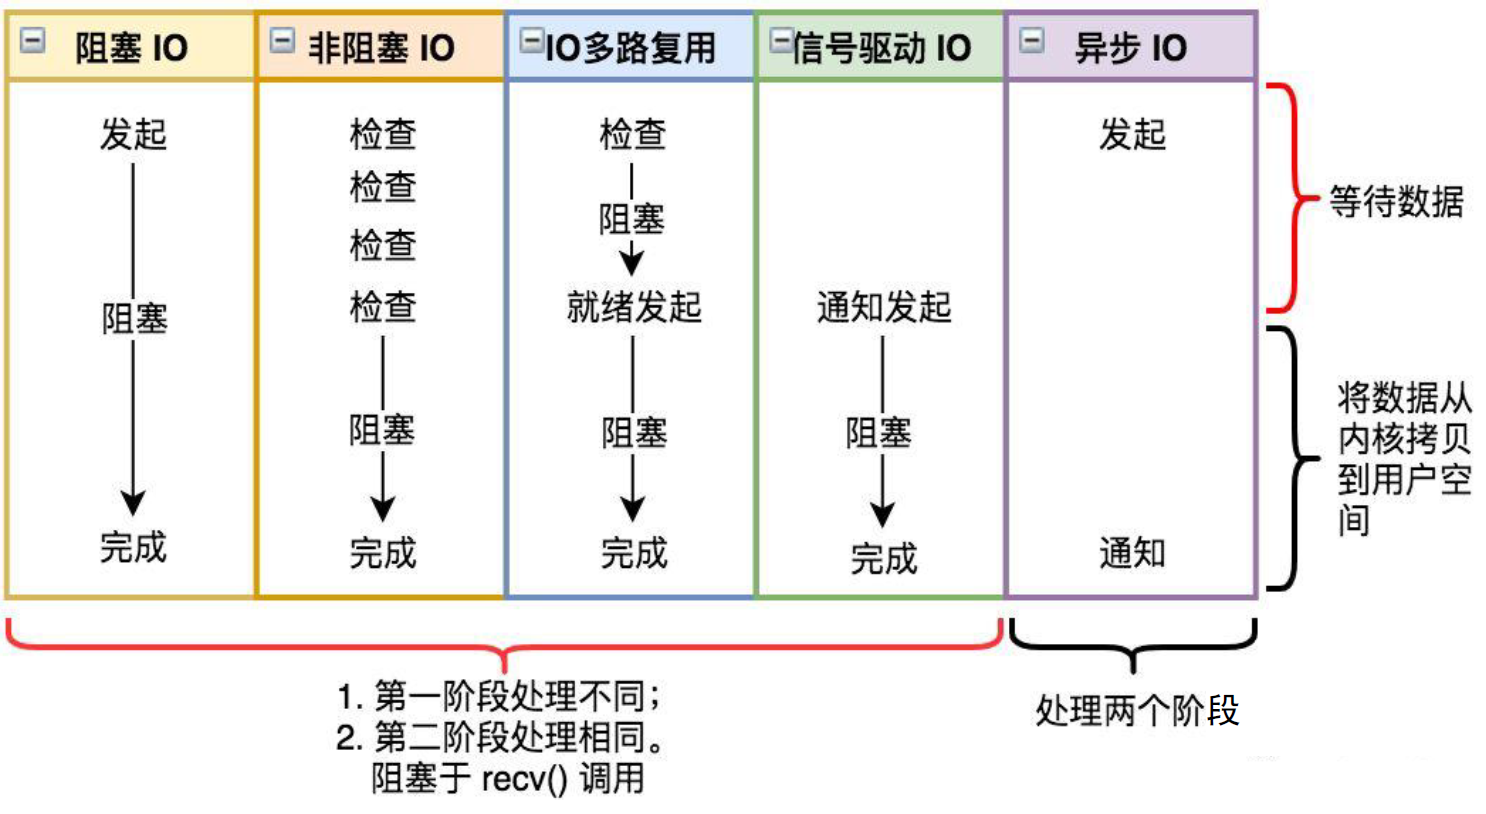 阻塞 IO
非阻塞 IO
IO多路复用
信号驱动 IO
异步 IO
发起
阻塞
完成
检查
检查
检查
检查
阻塞
完成
检查
阻塞
就绪发起
阻塞
完成
通知发起
阻塞
完成
发起
通知
等待数据
将数据从
内核拷贝
到用户空
间
1. 第一阶段处理不同；
2. 第二阶段处理相同。
阻塞于 recv() 调用
处理两个阶段